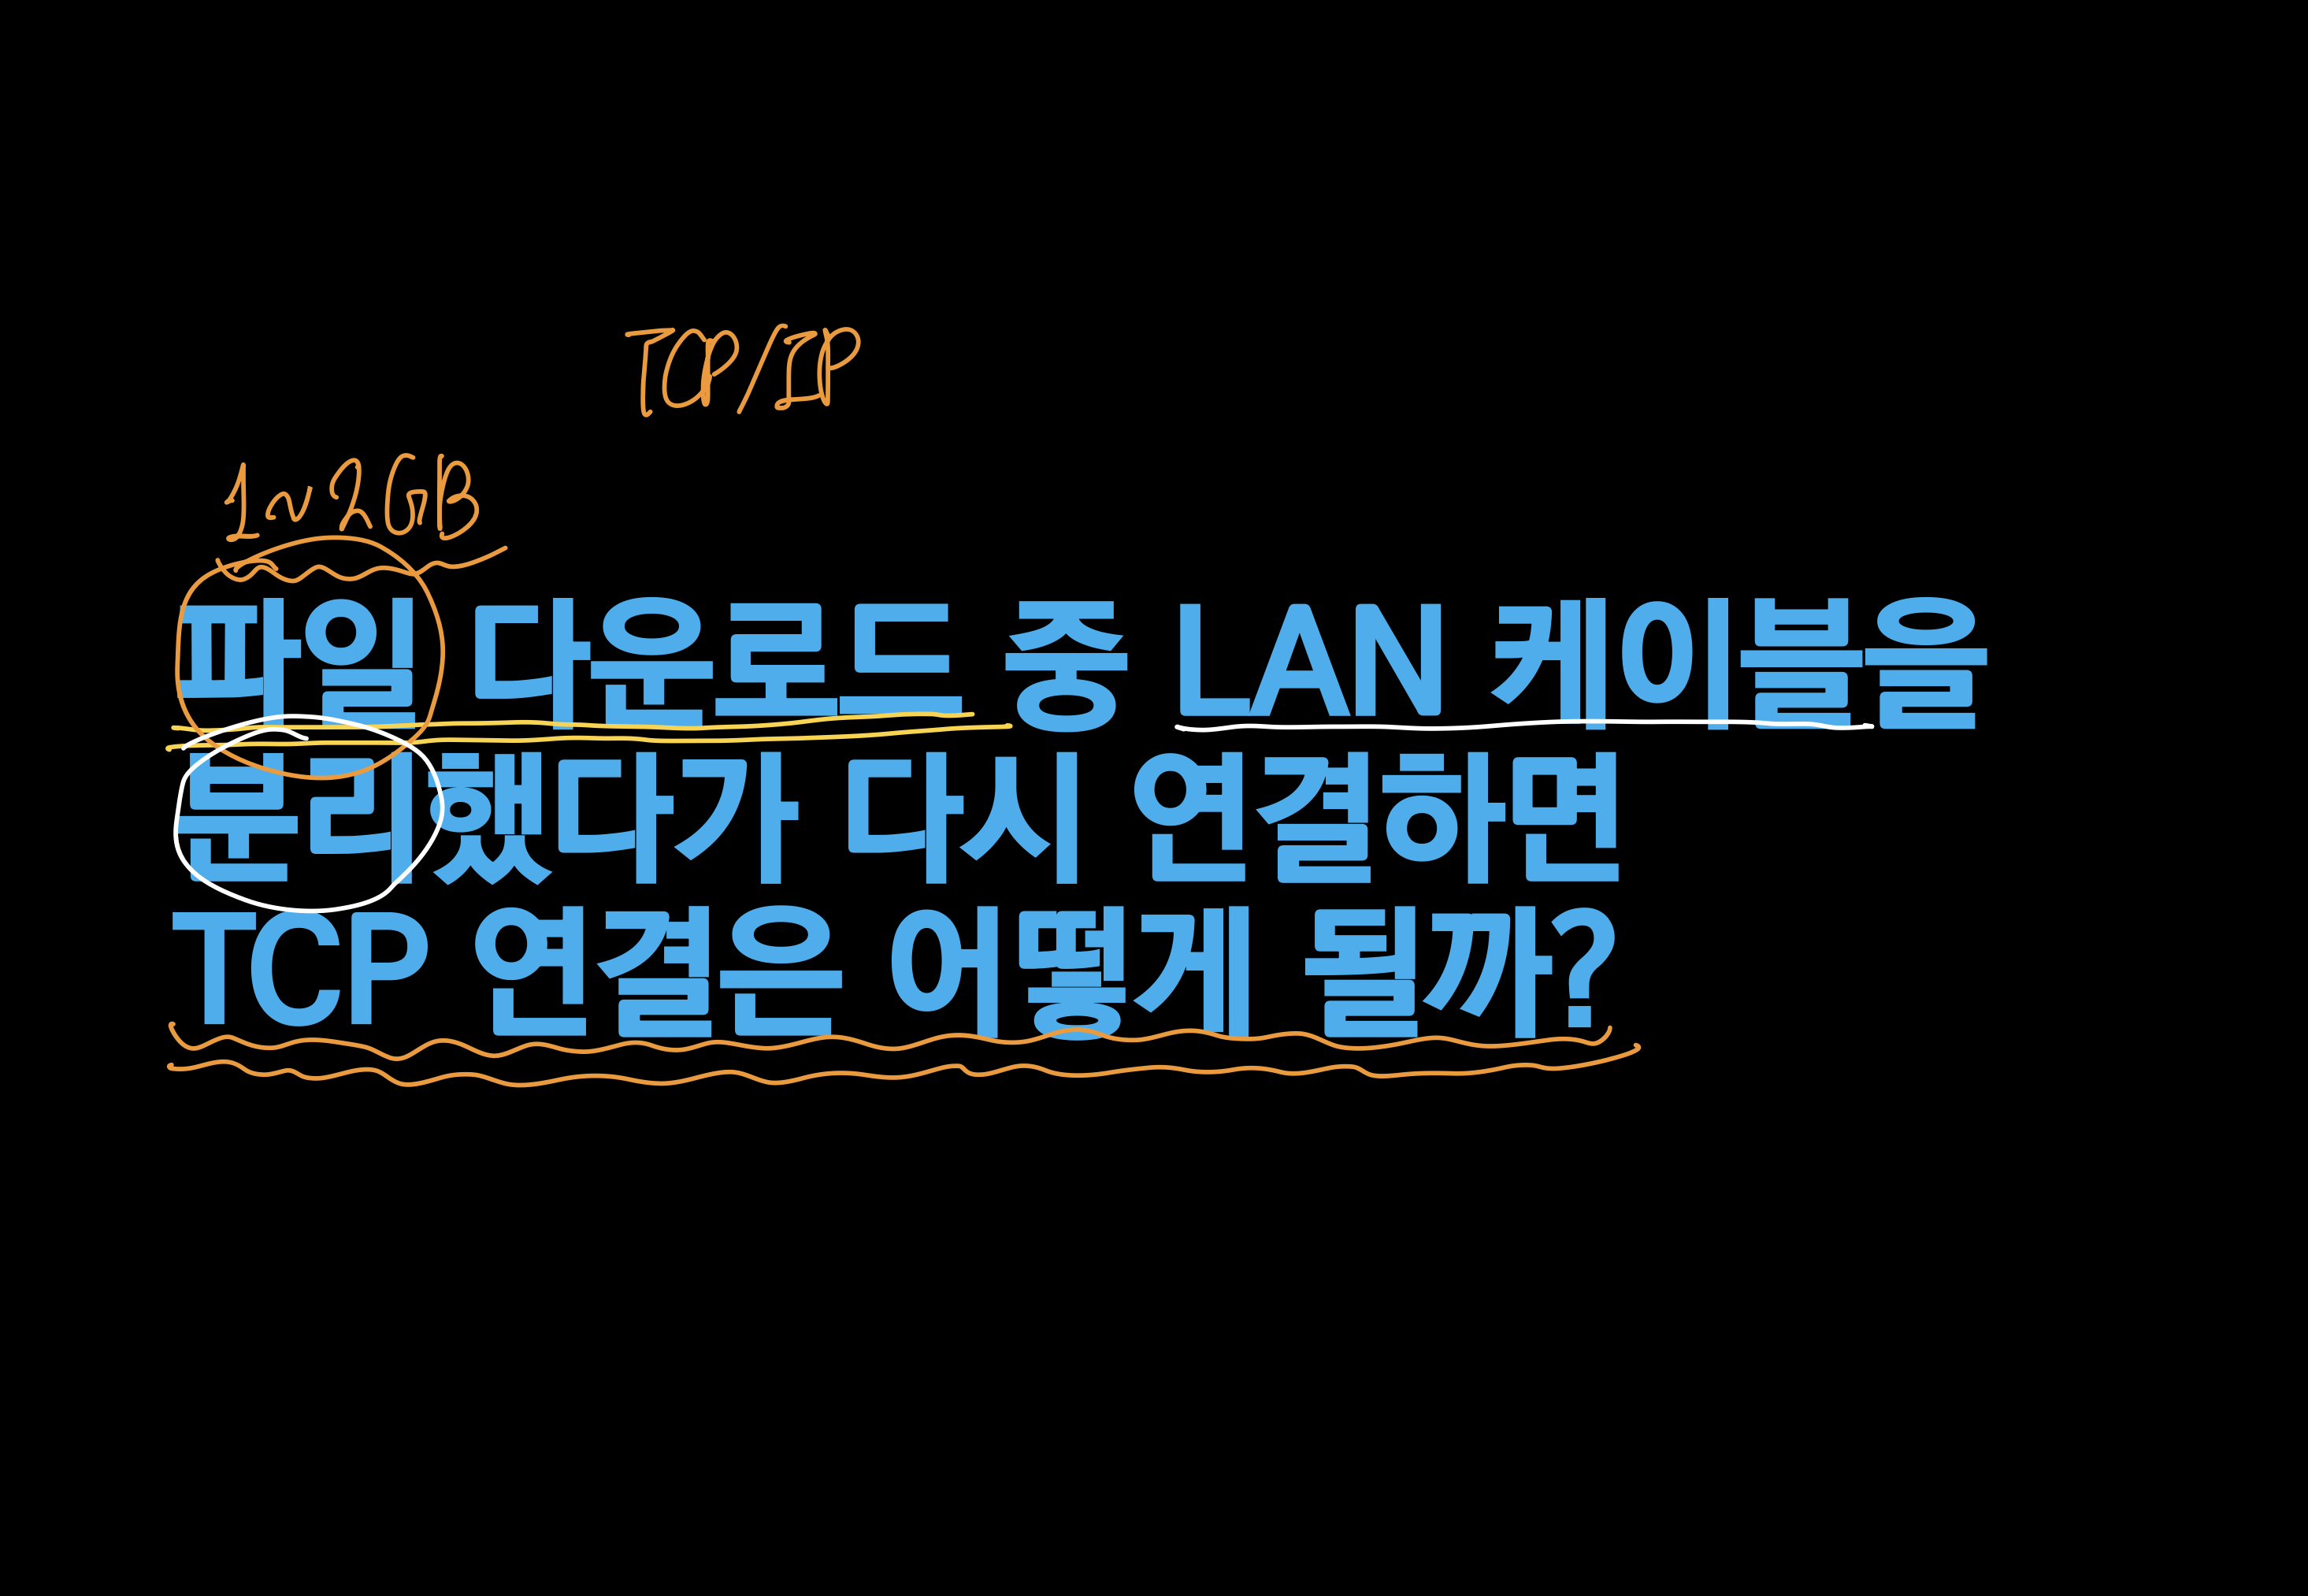 TCP/IP
1~2GB
파일 다운로드 중 LAN 케이블을
분리했다가 다시 연결하면
TCP 연결은 어떻게 될까?